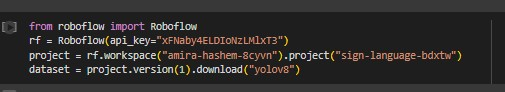 from roboflow import Roboflow
rf = Roboflow(api_key="xFNaby4ELDIoNzLMlxT3")
project = rf.workspace("amira-hashem-8cyvn").project("sign-language-bdxtw")
dataset = project.version(1).download("yolov8")